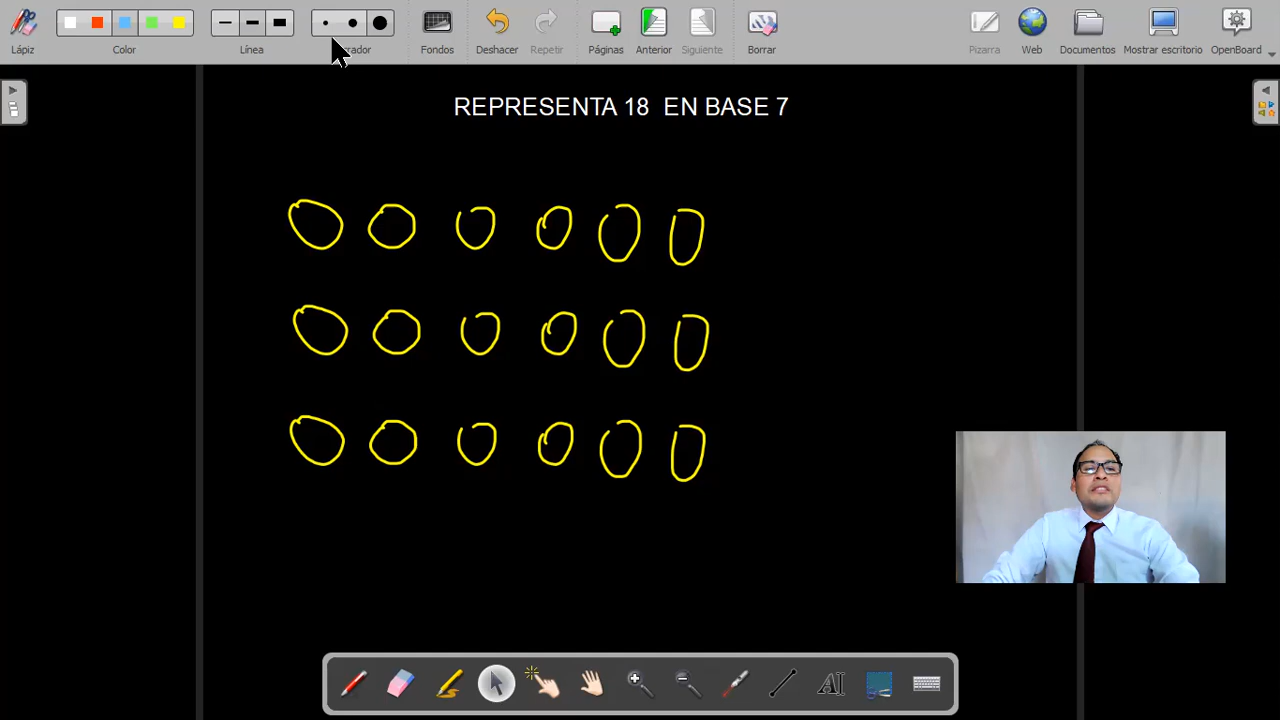 Lápiz Color Línea Fondos Deshacer Repetir Páginas Anterior Siguiente Borrar Pizarra Web Documentos Mostrar escritorio OpenBoard
REPRESENTA 18 EN BASE 7
AI